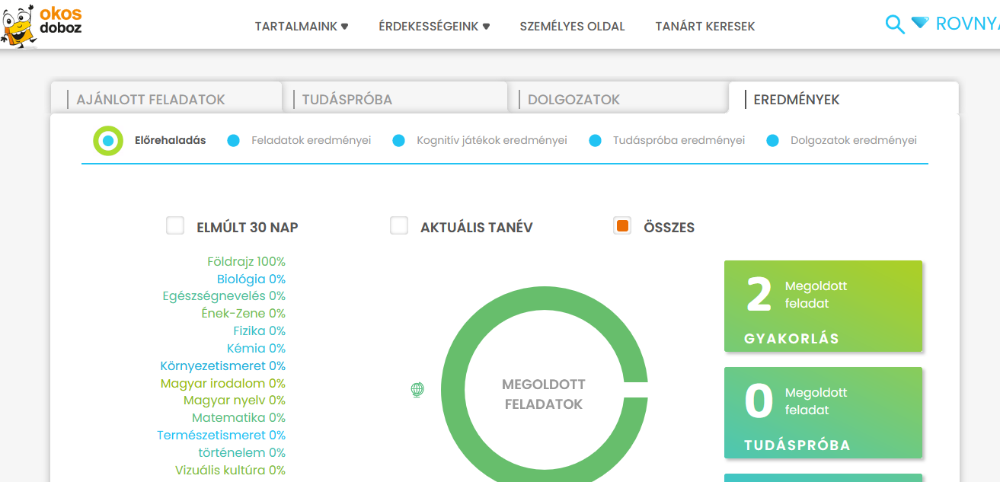 okos
doboz
TARTALMAINK
ÉRDEKESSÉGEINK
SZEMÉLYES OLDAL
TANÁRT KERESEK
AJÁNLOTT FELADATOK
TUDÁSPRÓBA
DOLGOZATOK
EREDMÉNYEK
Előrehaladás
Feladatok eredményei
Kognitív játékok eredményei
Tudáspróba eredményei
Dolgozatok eredményei
ELMÚLT 30 NAP
AKTUÁLIS TANÉV
ÖSSZES
Földrajz 100%
Biológia 0%
Egészségnevelés 0%
Ének-Zene 0%
Fizika 0%
Kémia 0%
Környezetismeret 0%
Magyar irodalom 0%
Magyar nyelv 0%
Matematika 0%
Természetismeret 0%
történelem 0%
Vizuális kultúra 0%
MEGOLDOTT
FELADATOK
2 Megoldott
feladat
GYAKORLÁS
0 Megoldott
feladat
TUDÁSPRÓBA